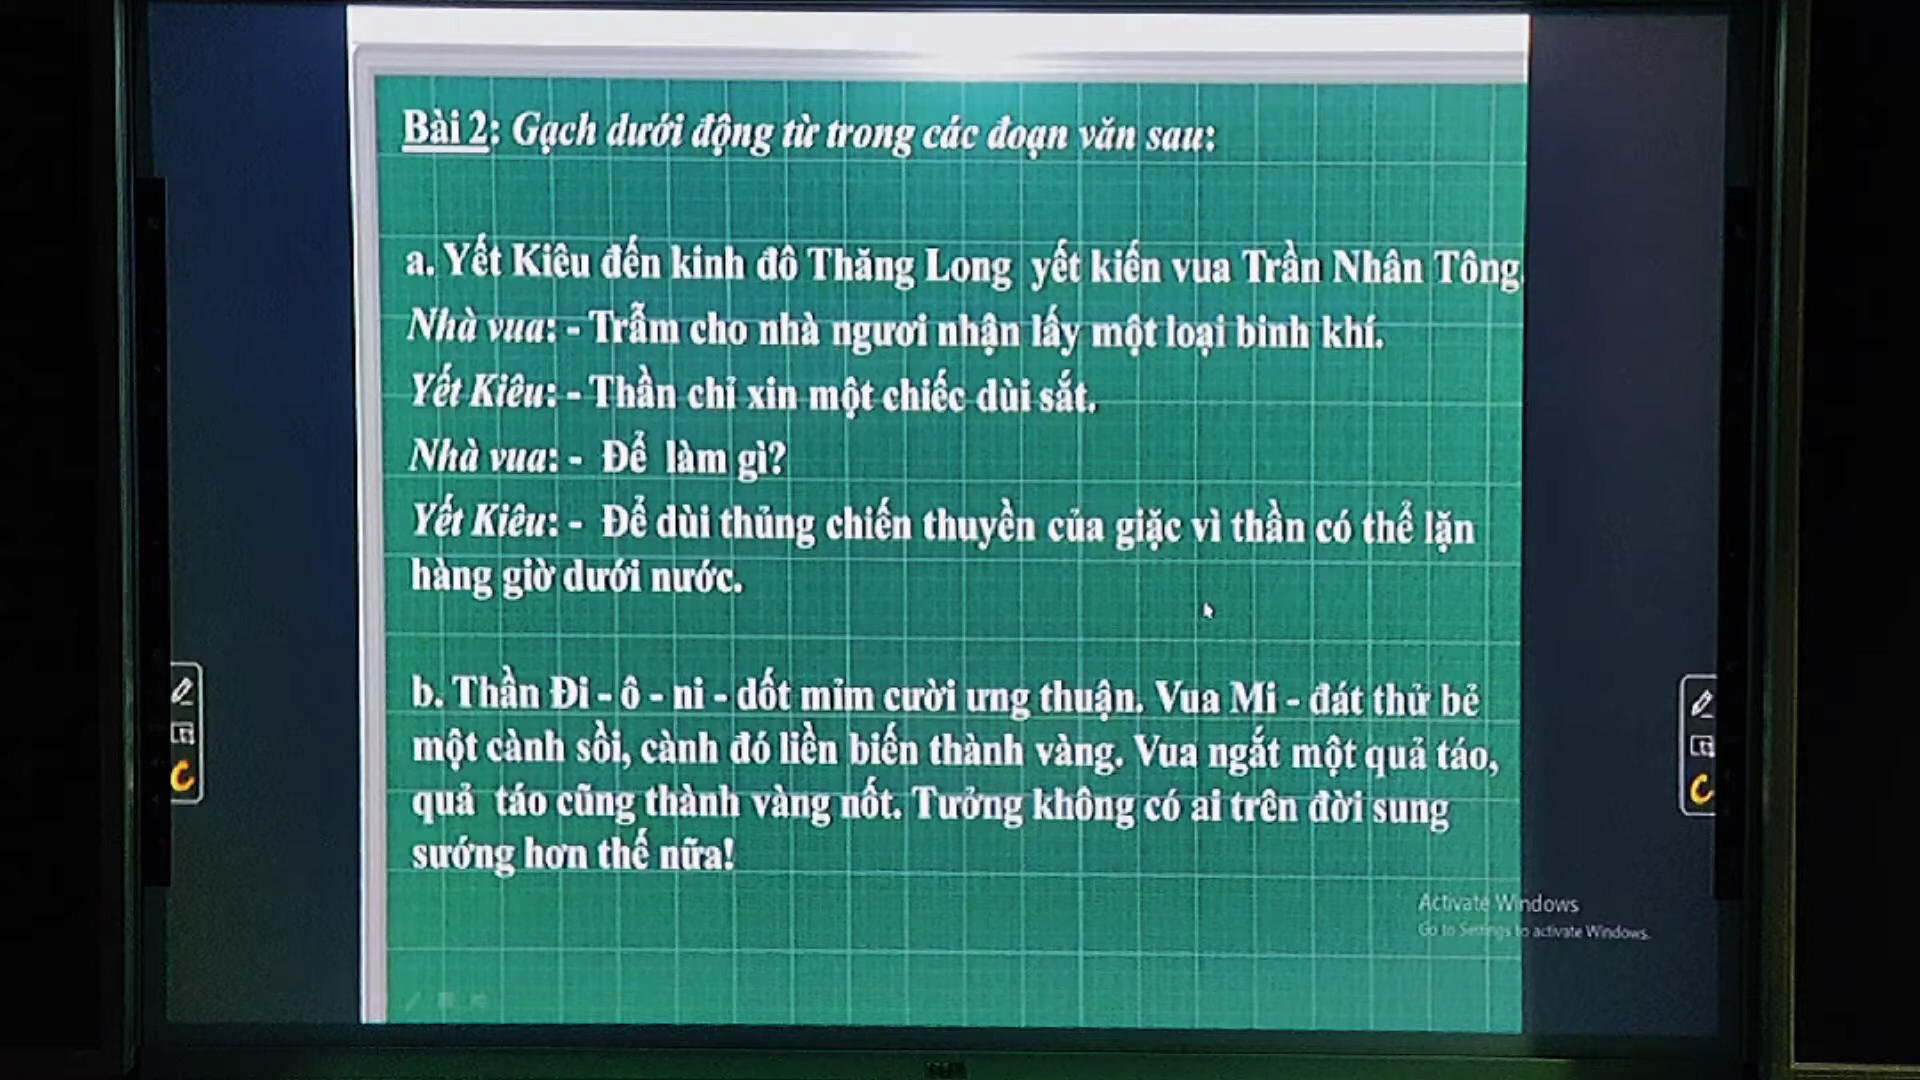 Bài 2: Gạch dưới động từ trong các đoạn văn sau:
a. Yết Kiêu đến kinh đô Thăng Long yết kiến vua Trần Nhân Tông.
Nhà vua: - Trẫm cho nhà ngươi nhận lấy một loại binh khí.
Yết Kiêu: - Thần chỉ xin một chiếc dùi sắt.
Nhà vua: - Để làm gì?
Yết Kiêu: - Để dùi thủng chiến thuyền của giặc vì thần có thể lặn
hàng giờ dưới nước.
b. Thần Đi - ô - ni - dốt mỉm cười ưng thuận. Vua Mi - đát thử bẻ
một cành sồi, cành đó liền biến thành vàng. Vua ngắt một quả táo,
quả táo cũng thành vàng nốt. Tưởng không có ai trên đời sung
sướng hơn thế nữa!
Activate Windows
Go to Settings to activate Windows.